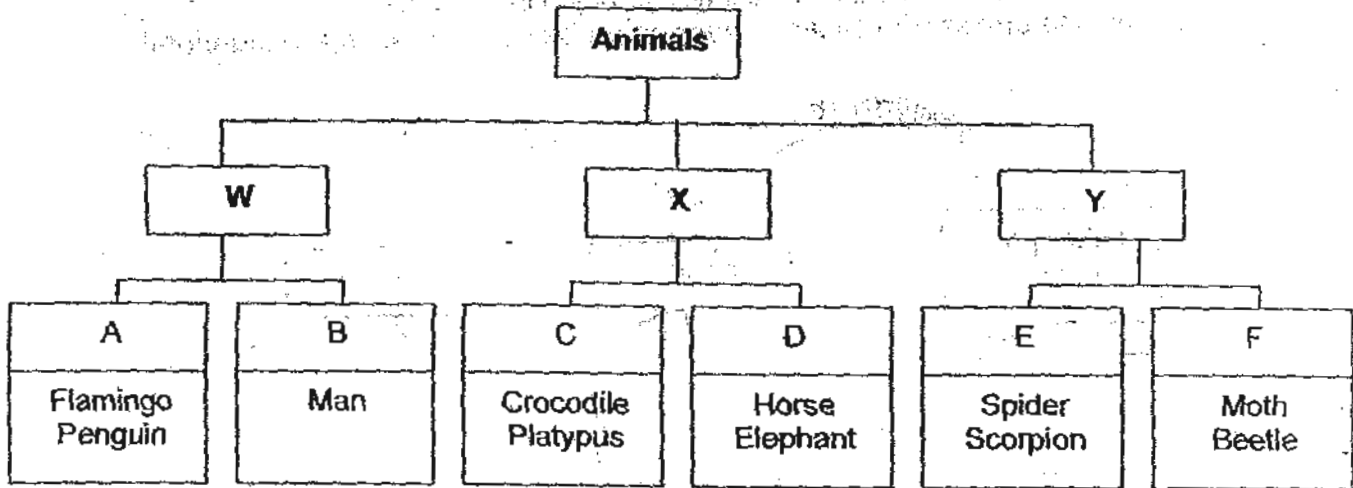 Animals
W
X
Y
A
B
C
D
E
F
Flamingo
Penguin
Man
Crocodile
Platypus
Horse
Elephant
Spider
Scorpion
Moth
Beetle